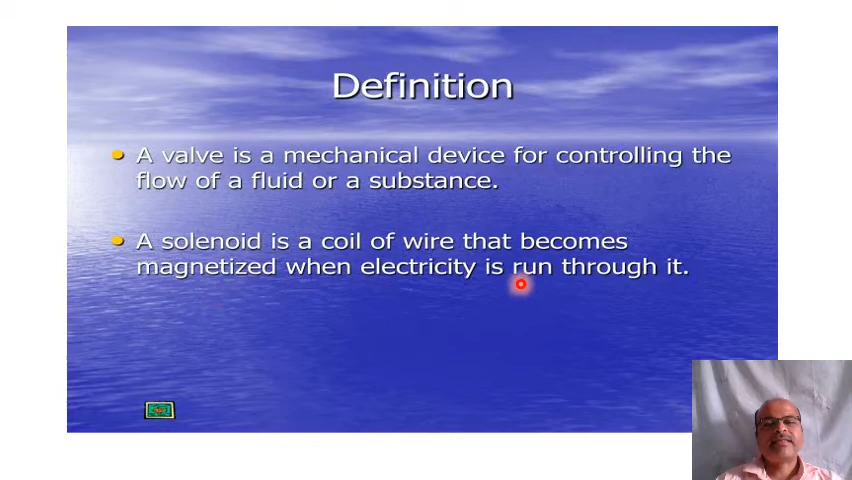 Definition
A valve is a mechanical device for controlling the
flow of a fluid or a substance.
A solenoid is a coil of wire that becomes
magnetized when electricity is run through it.